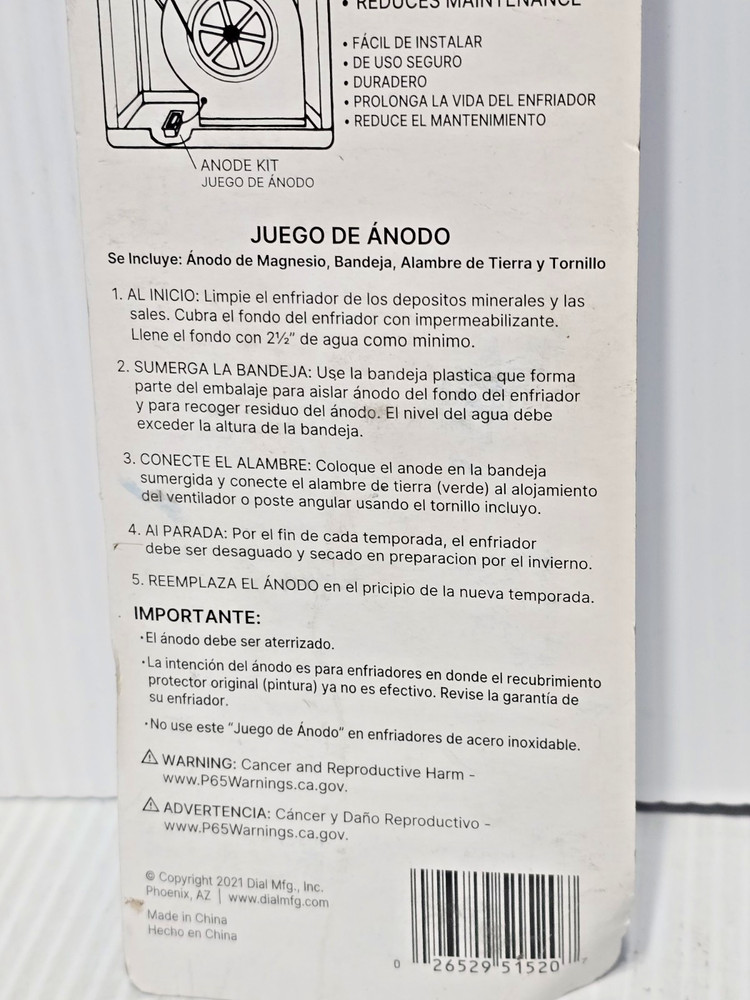 • REDUCES MAINTENANCE
• FÁCIL DE INSTALAR
• DE USO SEGURO
• DURADERO
• PROLONGA LA VIDA DEL ENFRIADOR
• REDUCE EL MANTENIMIENTO
ANODE KIT
JUEGO DE ÁNODO
JUEGO DE ÁNODO
Se Incluye: Ánodo de Magnesio, Bandeja, Alambre de Tierra y Tornillo
1. AL INICIO: Limpie el enfriador de los depositos minerales y las
sales. Cubra el fondo del enfriador con impermeabilizante.
Llene el fondo con 2½" de agua como minimo.
2. SUMERGA LA BANDEJA: Use la bandeja plastica que forma
parte del embalaje para aislar ánodo del fondo del enfriador
y para recoger residuo del ánodo. El nivel del agua debe
exceder la altura de la bandeja.
3. CONECTE EL ALAMBRE: Coloque el anode en la bandeja
sumergida y conecte el alambre de tierra (verde) al alojamiento
del ventilador o poste angular usando el tornillo incluyo.
4. Al PARADA: Por el fin de cada temporada, el enfriador
debe ser desaguado y secado en preparacion por el invierno.
5. REEMPLAZA EL ÁNODO en el pricipio de la nueva temporada.
IMPORTANTE:
·El ánodo debe ser aterrizado.
·La intención del ánodo es para enfriadores en donde el recubrimiento
protector original (pintura) ya no es efectivo. Revise la garantía de
su enfriador.
·No use este "Juego de Ánodo" en enfriadores de acero inoxidable.
⚠ WARNING: Cancer and Reproductive Harm -
www.P65Warnings.ca.gov.
⚠ ADVERTENCIA: Cáncer y Daño Reproductivo -
www.P65Warnings.ca.gov.
© Copyright 2021 Dial Mfg., Inc.
Phoenix, AZ | www.dialmfg.com
Made in China
Hecho en China
0 26529 51520 7